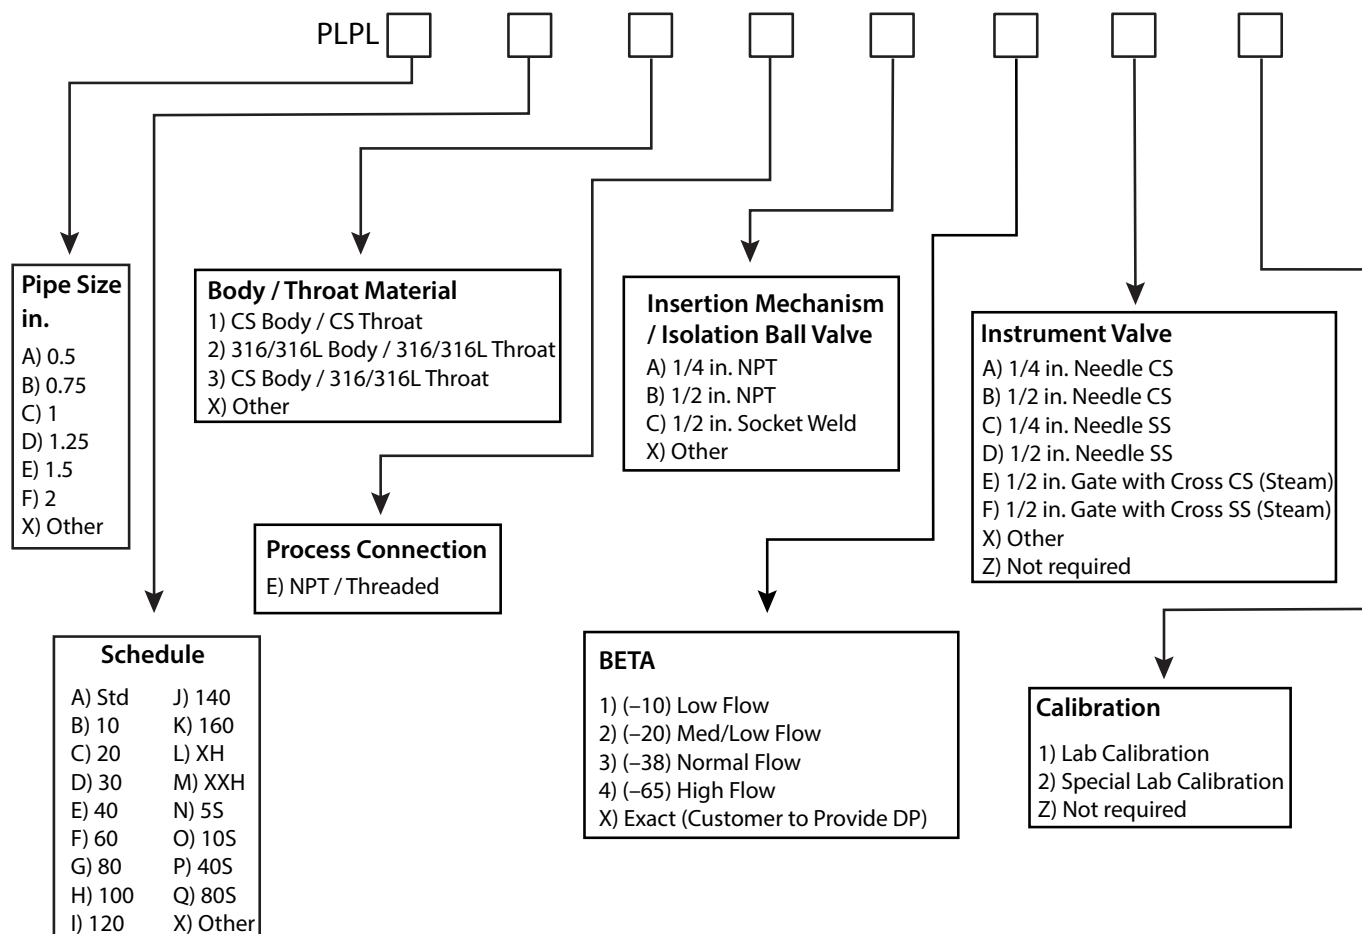 PLPL
Pipe Size
in.
A) 0.5
B) 0.75
C) 1
D) 1.25
E) 1.5
F) 2
X) Other
Schedule
A) Std
B) 10
C) 20
D) 30
E) 40
F) 60
G) 80
H) 100
I) 120
J) 140
K) 160
L) XH
M) XXH
N) 5S
O) 10S
P) 40S
Q) 80S
X) Other
Body / Throat Material
1) CS Body / CS Throat
2) 316/316L Body / 316/316L Throat
3) CS Body / 316/316L Throat
X) Other
Process Connection
E) NPT / Threaded
Insertion Mechanism
/ Isolation Ball Valve
A) 1/4 in. NPT
B) 1/2 in. NPT
C) 1/2 in. Socket Weld
X) Other
BETA
1) (–10) Low Flow
2) (–20) Med/Low Flow
3) (–38) Normal Flow
4) (–65) High Flow
X) Exact (Customer to Provide DP)
Instrument Valve
A) 1/4 in. Needle CS
B) 1/2 in. Needle CS
C) 1/4 in. Needle SS
D) 1/2 in. Needle SS
E) 1/2 in. Gate with Cross CS (Steam)
F) 1/2 in. Gate with Cross SS (Steam)
X) Other
Z) Not required
Calibration
1) Lab Calibration
2) Special Lab Calibration
Z) Not required